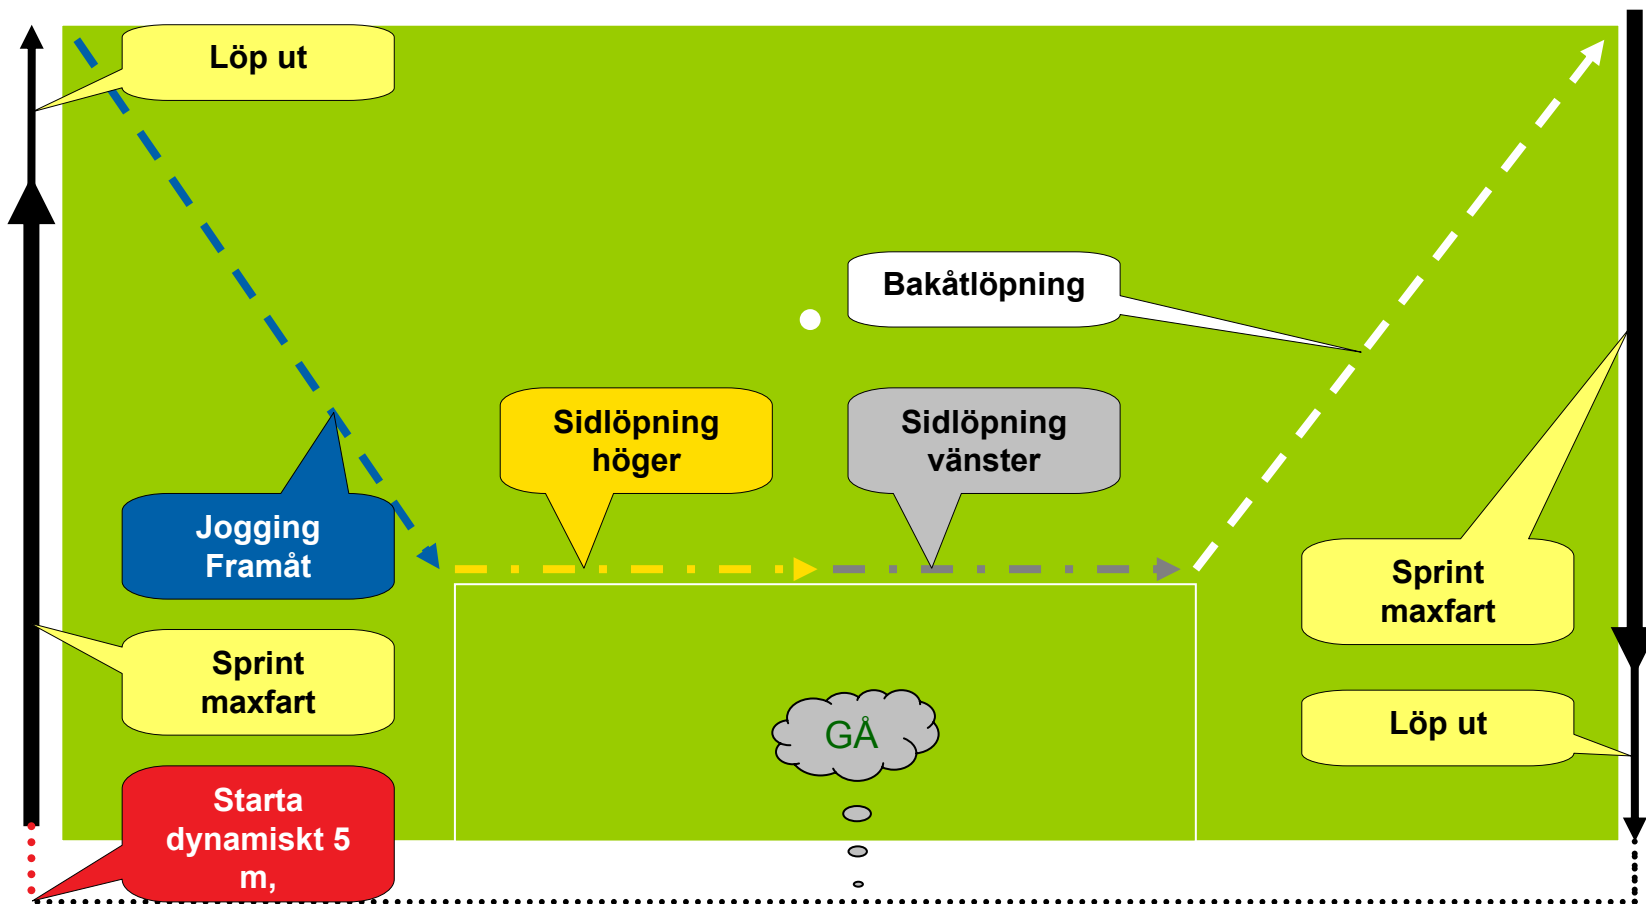 Löp ut
Bakåtlöpning
Sidlöpning
höger
Sidlöpning
vänster
Jogging
Framåt
Sprint
maxfart
Sprint
maxfart
GÅ
Löp ut
Starta
dynamiskt 5
m,